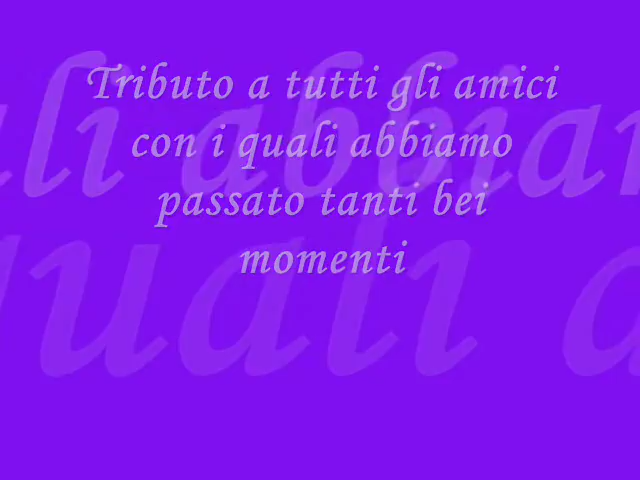 Tributo a tutti gli amici
con i quali abbiamo
passato tanti bei
momenti